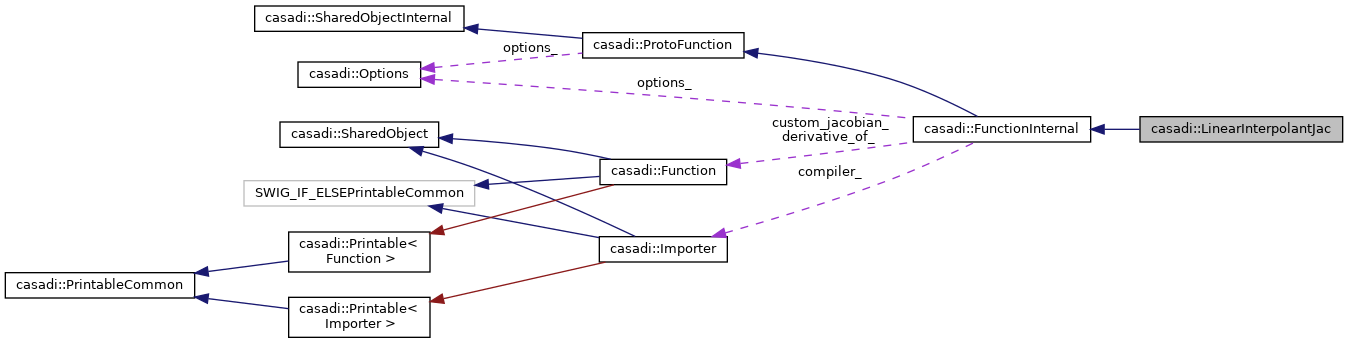 casadi::SharedObjectInternal
casadi::ProtoFunction
options_
casadi::Options
options_
custom_jacobian_
derivative_of_
casadi::FunctionInternal
casadi::LinearInterpolantJac
casadi::SharedObject
casadi::Function
compiler_
SWIG_IF_ELSEPrintableCommon
casadi::Printable<
Function >
casadi::Importer
casadi::PrintableCommon
casadi::Printable<
Importer >